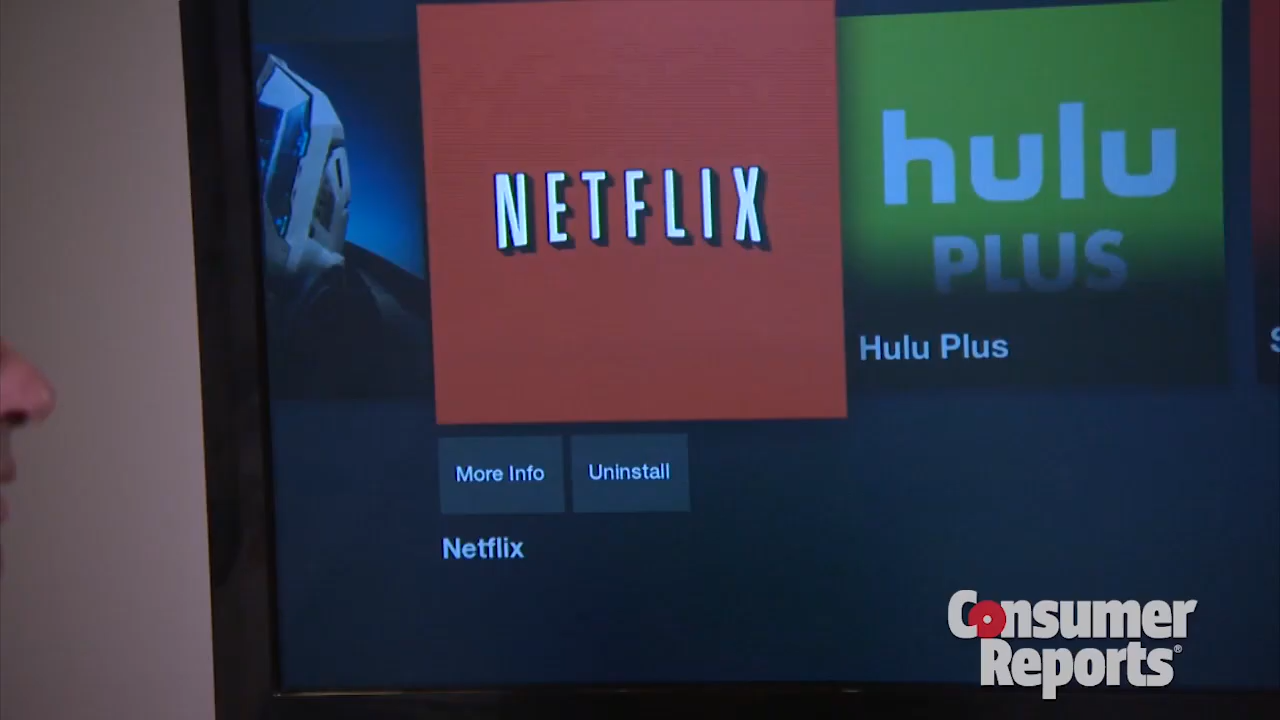 NETFLIX
hulu
PLUS
Hulu Plus
More Info
Uninstall
Netflix
Consumer
Reports®